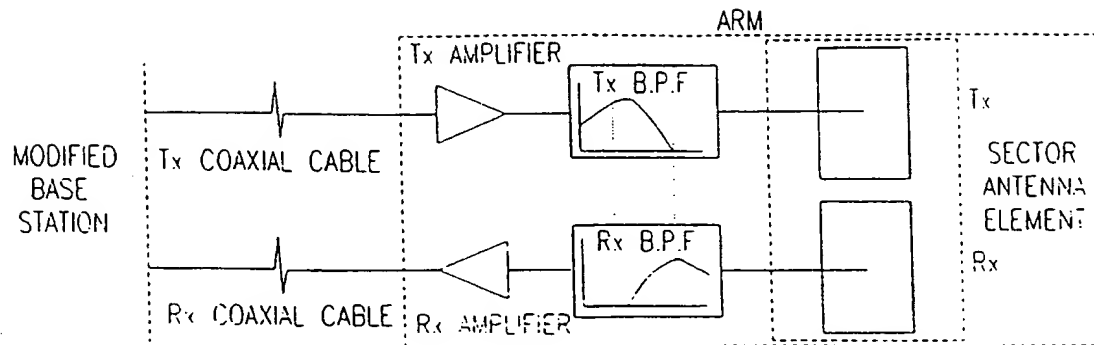 ARM
Tx AMPLIFIER
Tx B.P.F
Tx
Tx COAXIAL CABLE
MODIFIED
BASE
STATION
SECTOR
ANTENNA
ELEMENT
Rx B.P.F
Rx
Rx COAXIAL CABLE
Rx AMPLIFIER